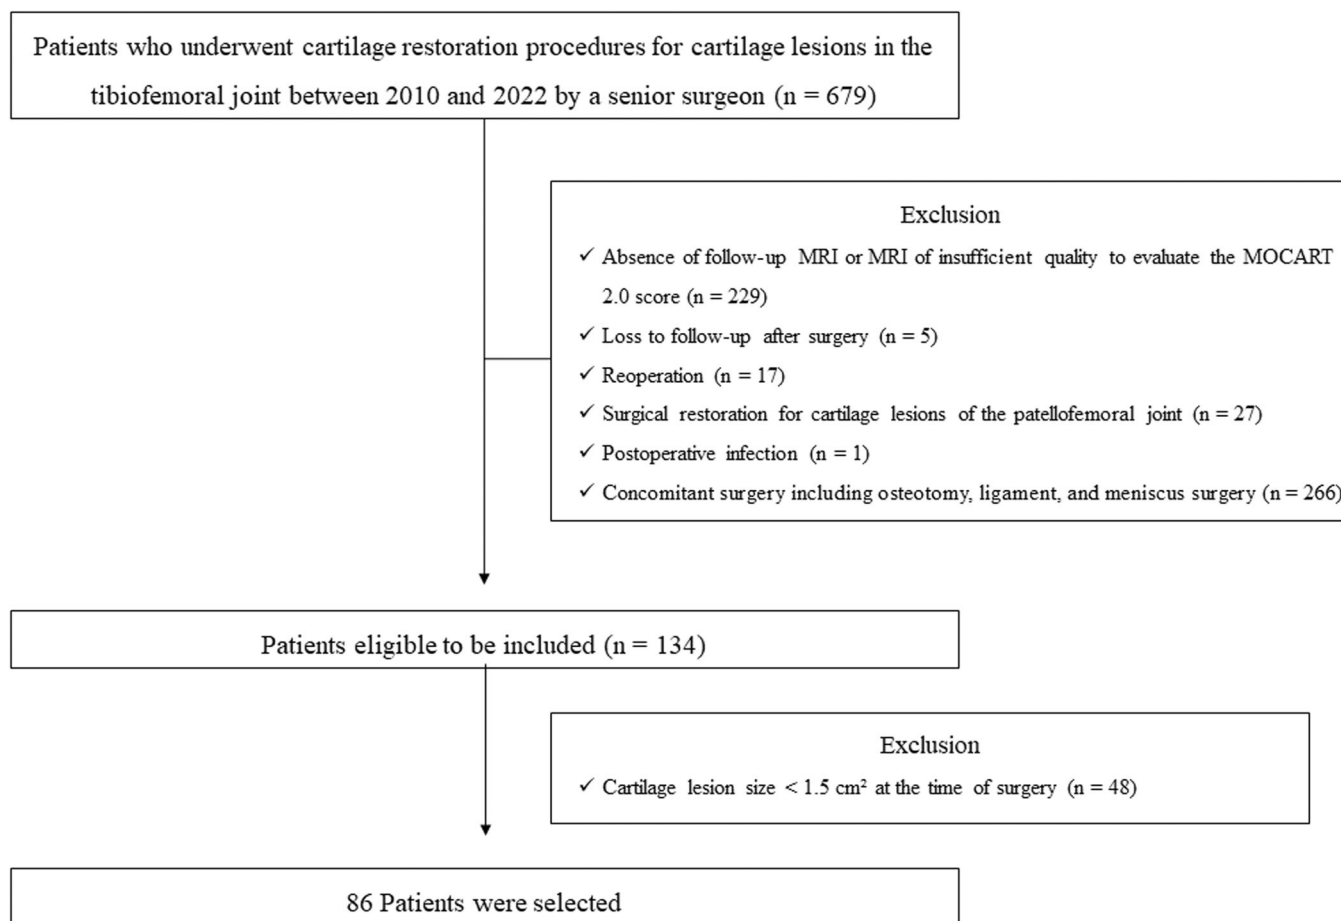 Patients who underwent cartilage restoration procedures for cartilage lesions in the
tibiofemoral joint between 2010 and 2022 by a senior surgeon (n = 679)
Exclusion
✓ Absence of follow-up MRI or MRI of insufficient quality to evaluate the MOCART
2.0 score (n = 229)
✓ Loss to follow-up after surgery (n = 5)
✓ Reoperation (n = 17)
✓ Surgical restoration for cartilage lesions of the patellofemoral joint (n = 27)
✓ Postoperative infection (n = 1)
✓ Concomitant surgery including osteotomy, ligament, and meniscus surgery (n = 266)
Patients eligible to be included (n = 134)
Exclusion
✓ Cartilage lesion size < 1.5 cm² at the time of surgery (n = 48)
86 Patients were selected